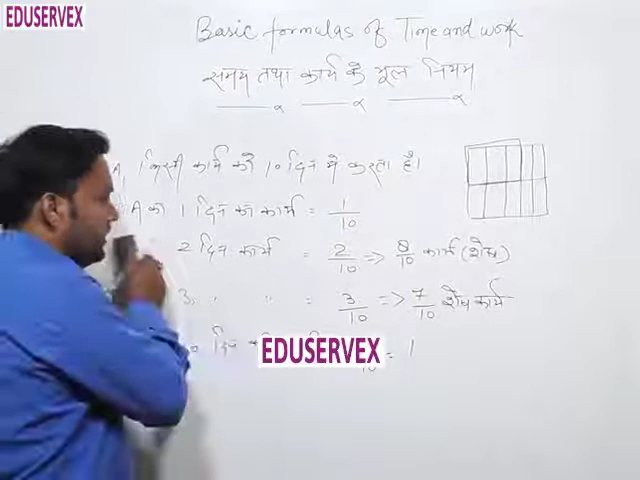 EDUSERVEX
Basic formulas of Time and work
समय तथा कार्य के मूल नियम
A, किसी कार्य को 10 दिन में करता है।
A का 1 दिन का कार्य = 1/10
2 दिन कार्य = 2/10 => 8/10 कार्य (शेष)
3 " " = 3/10 => 7/10 शेष कार्य
दिन = 1
EDUSERVEX